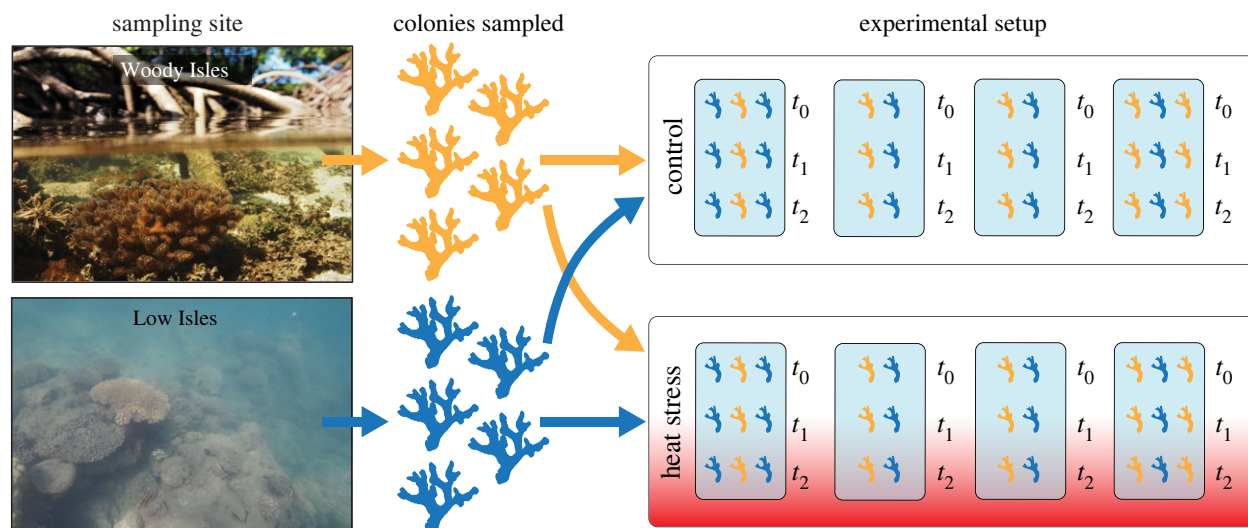 sampling site
colonies sampled
experimental setup
Woody Isles
control
t0 t0 t0 t0
t1 t1 t1 t1
t2 t2 t2 t2
Low Isles
heat stress
t0 t0 t0 t0
t1 t1 t1 t1
t2 t2 t2 t2